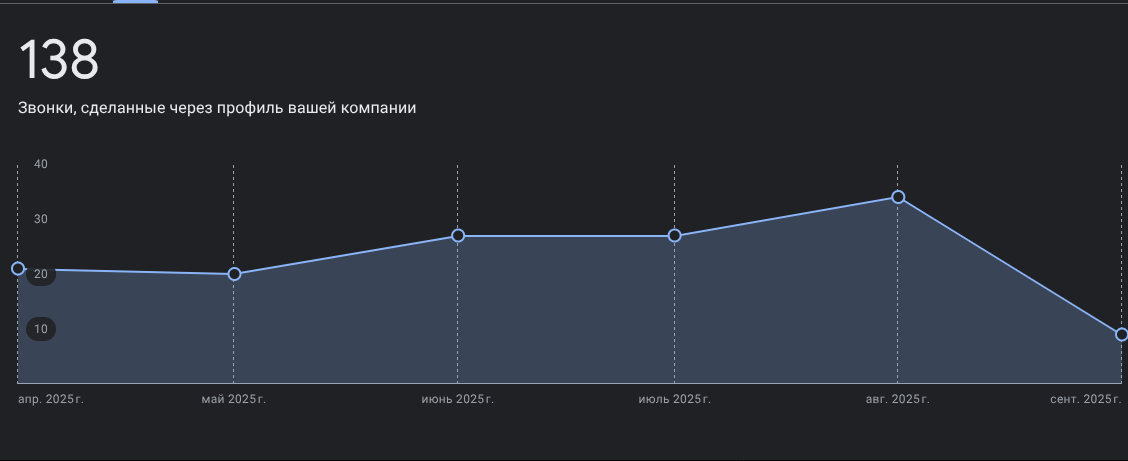 138
Звонки, сделанные через профиль вашей компании
40
30
20
10
апр. 2025 г. май 2025 г. июнь 2025 г. июль 2025 г. авг. 2025 г. сент. 2025 г.